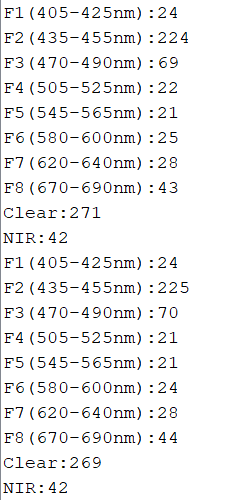 F1(405-425nm):24
F2(435-455nm):224
F3(470-490nm):69
F4(505-525nm):22
F5(545-565nm):21
F6(580-600nm):25
F7(620-640nm):28
F8(670-690nm):43
Clear:271
NIR:42
F1(405-425nm):24
F2(435-455nm):225
F3(470-490nm):70
F4(505-525nm):21
F5(545-565nm):21
F6(580-600nm):24
F7(620-640nm):28
F8(670-690nm):44
Clear:269
NIR:42